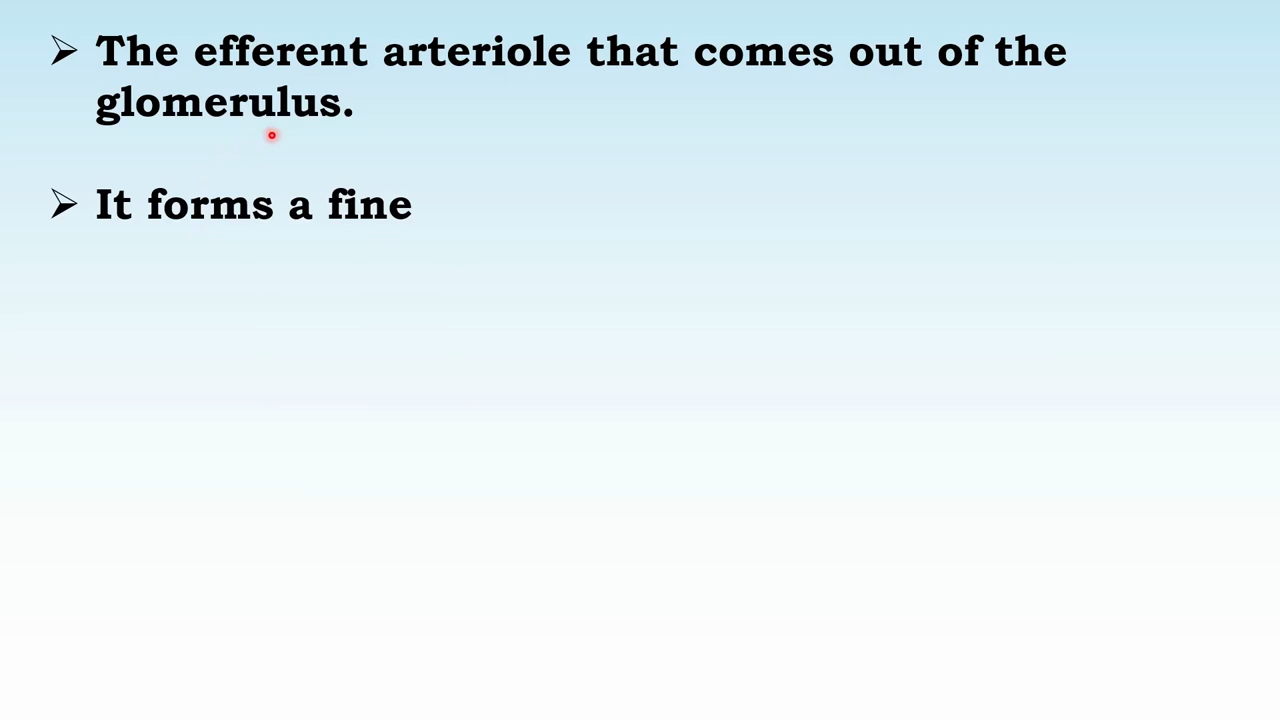 ➢ The efferent arteriole that comes out of the
glomerulus.
➢ It forms a fine